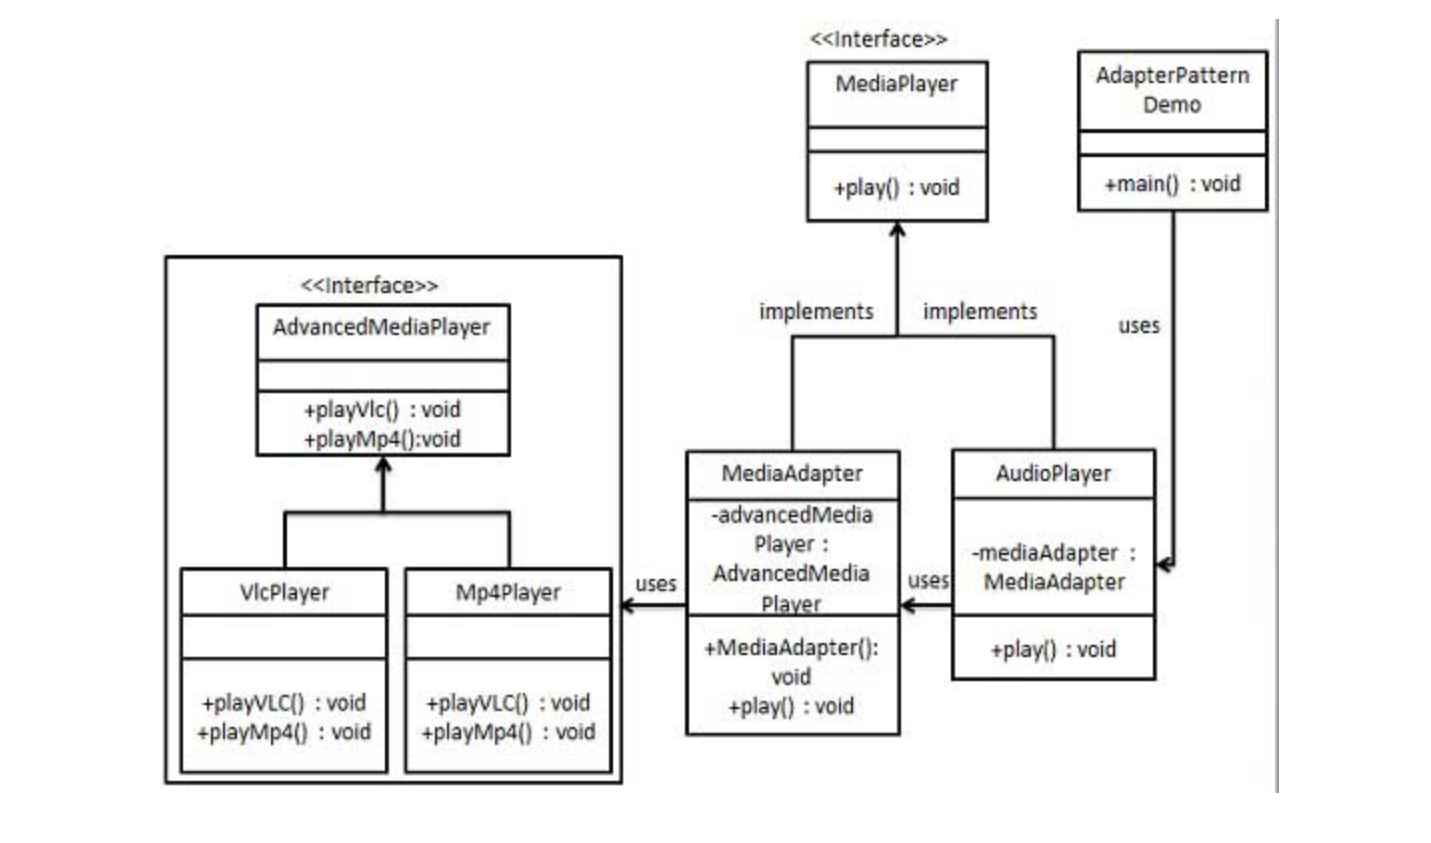 <<Interface>>
MediaPlayer
+play() : void
AdapterPattern
Demo
+main() : void
implements
implements
uses
<<Interface>>
AdvancedMediaPlayer
+playVlc() : void
+playMp4():void
VlcPlayer
+playVLC() : void
+playMp4() : void
Mp4Player
+playVLC() : void
+playMp4() : void
uses
MediaAdapter
-advancedMedia
Player :
AdvancedMedia
Player
+MediaAdapter():
void
+play() : void
uses
AudioPlayer
-mediaAdapter :
MediaAdapter
+play() : void